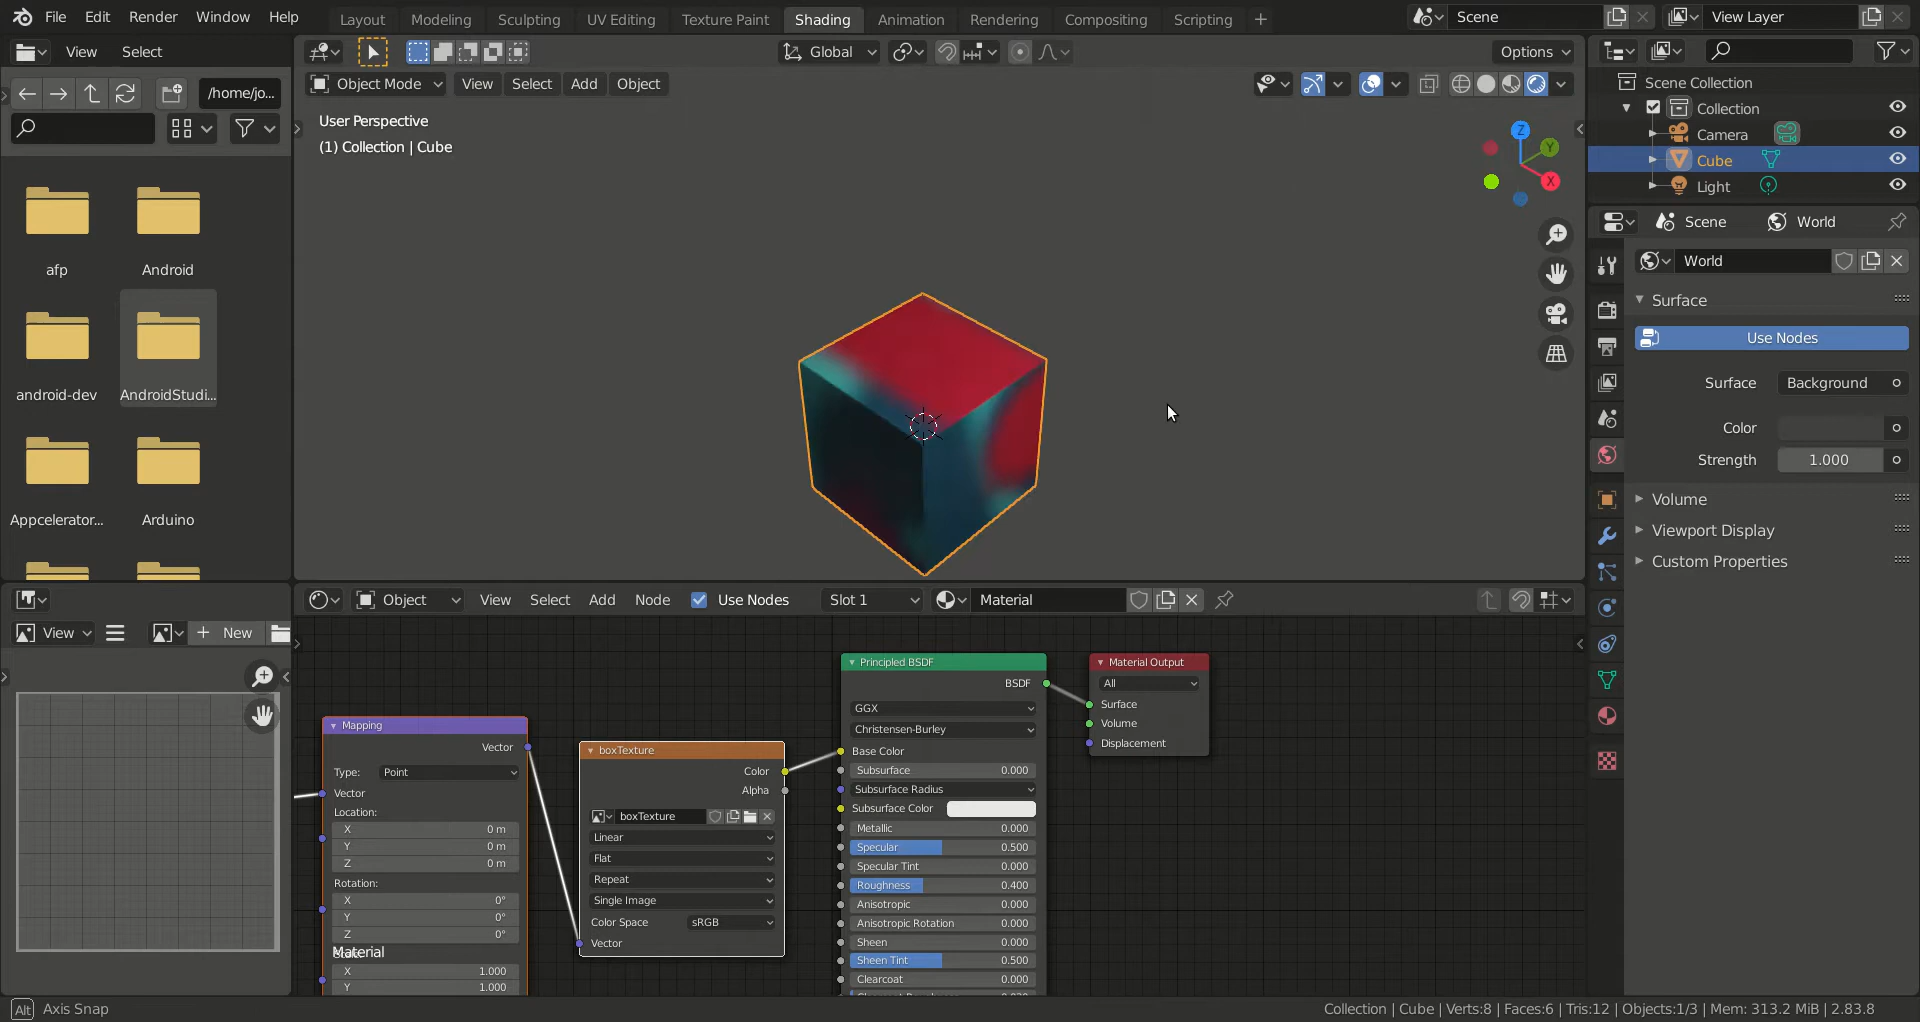 File Edit Render Window Help Layout Modeling Sculpting UV Editing Texture Paint Shading Animation Rendering Compositing Scripting + Scene View Layer
View Select Global Options
/home/jo... Object Mode View Select Add Object
User Perspective
(1) Collection | Cube
Z
Y
X
afp Android
android-dev AndroidStudi...
Appcelerator... Arduino
Scene Collection
Collection
Camera
Cube
Light
Scene World
World
Surface
Use Nodes
Surface Background
Color
Strength 1.000
Volume
Viewport Display
Custom Properties
Object View Select Add Node Use Nodes Slot 1 Material
View + New
Mapping
Vector
Type: Point
Vector
Location:
X 0 m
Y 0 m
Z 0 m
Rotation:
X 0°
Y 0°
Z 0°
Material
X 1.000
Y 1.000
boxTexture
Color
Alpha
boxTexture
Linear
Flat
Repeat
Single Image
Color Space sRGB
Vector
Principled BSDF
BSDF
GGX
Christensen-Burley
Base Color
Subsurface 0.000
Subsurface Radius
Subsurface Color
Metallic 0.000
Specular 0.500
Specular Tint 0.000
Roughness 0.400
Anisotropic 0.000
Anisotropic Rotation 0.000
Sheen 0.000
Sheen Tint 0.500
Clearcoat 0.000
Material Output
All
Surface
Volume
Displacement
Alt Axis Snap
Collection | Cube | Verts:8 | Faces:6 | Tris:12 | Objects:1/3 | Mem: 313.2 MiB | 2.83.8